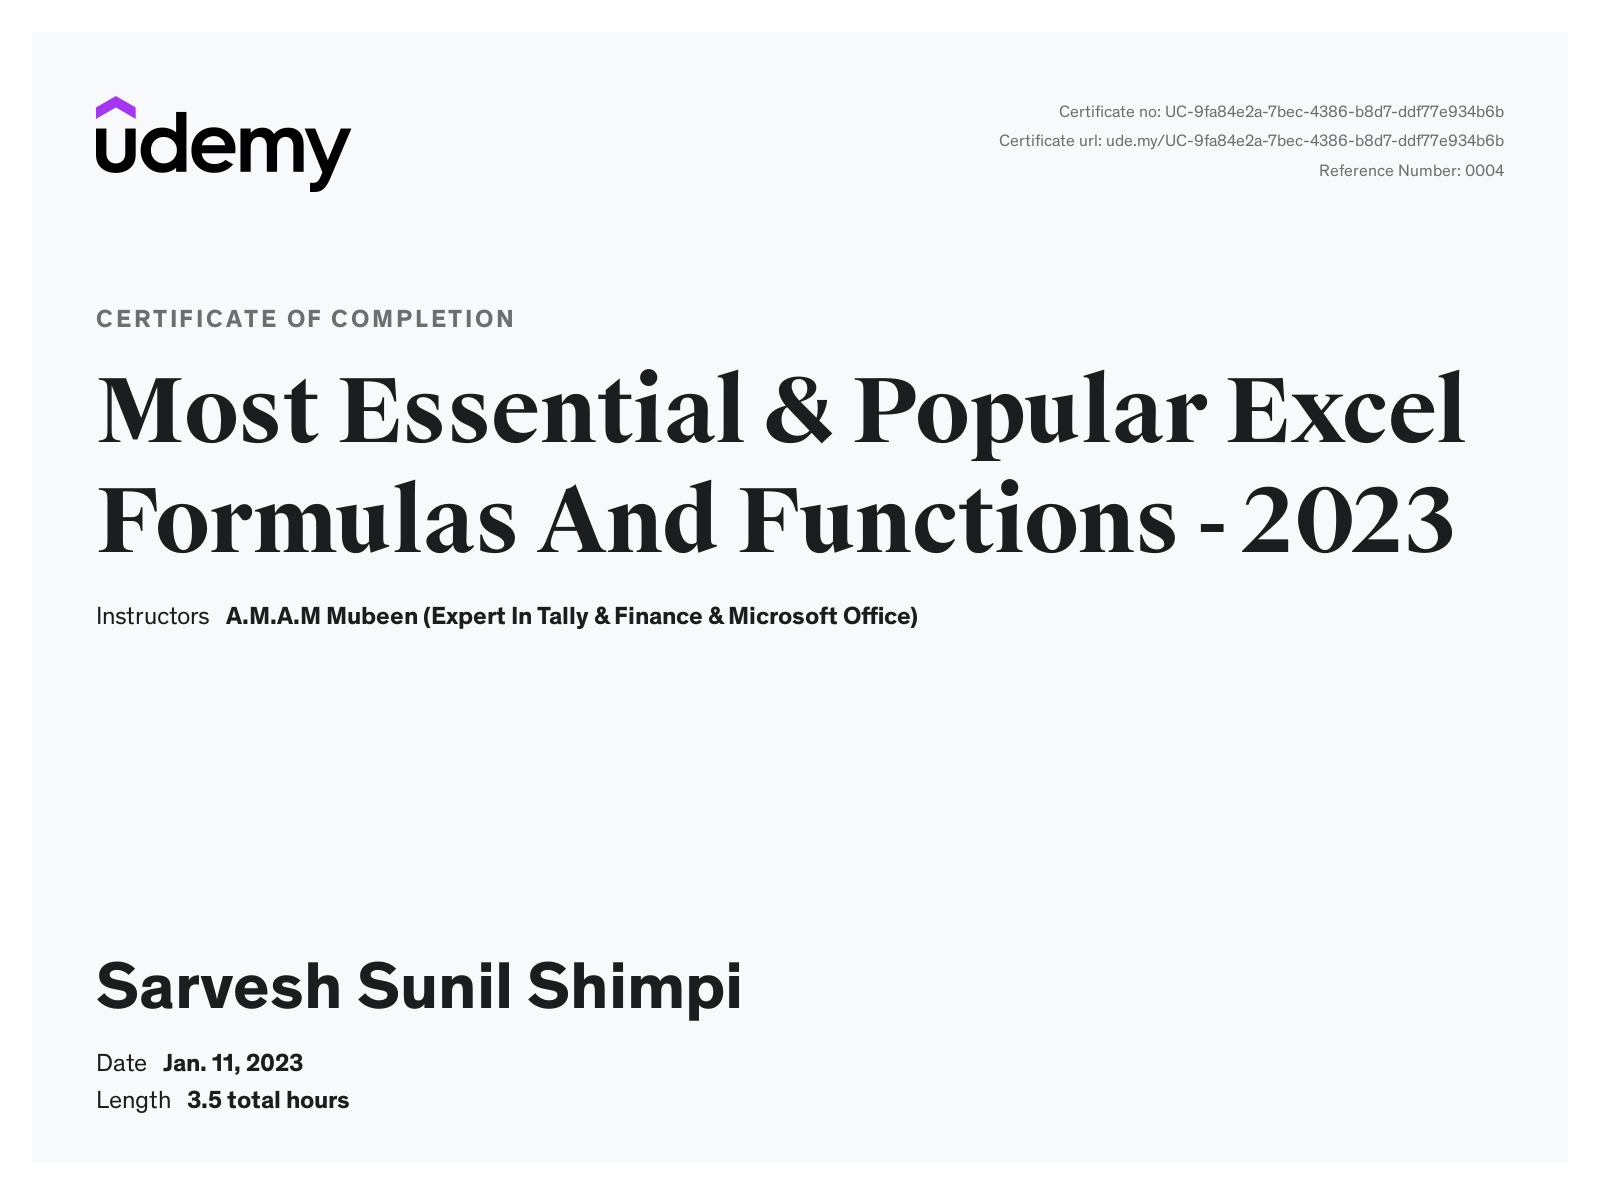 udemy
Certificate no: UC-9fa84e2a-7bec-4386-b8d7-ddf77e934b6b
Certificate url: ude.my/UC-9fa84e2a-7bec-4386-b8d7-ddf77e934b6b
Reference Number: 0004
CERTIFICATE OF COMPLETION
Most Essential & Popular Excel
Formulas And Functions - 2023
Instructors A.M.A.M Mubeen (Expert In Tally & Finance & Microsoft Office)
Sarvesh Sunil Shimpi
Date Jan. 11, 2023
Length 3.5 total hours